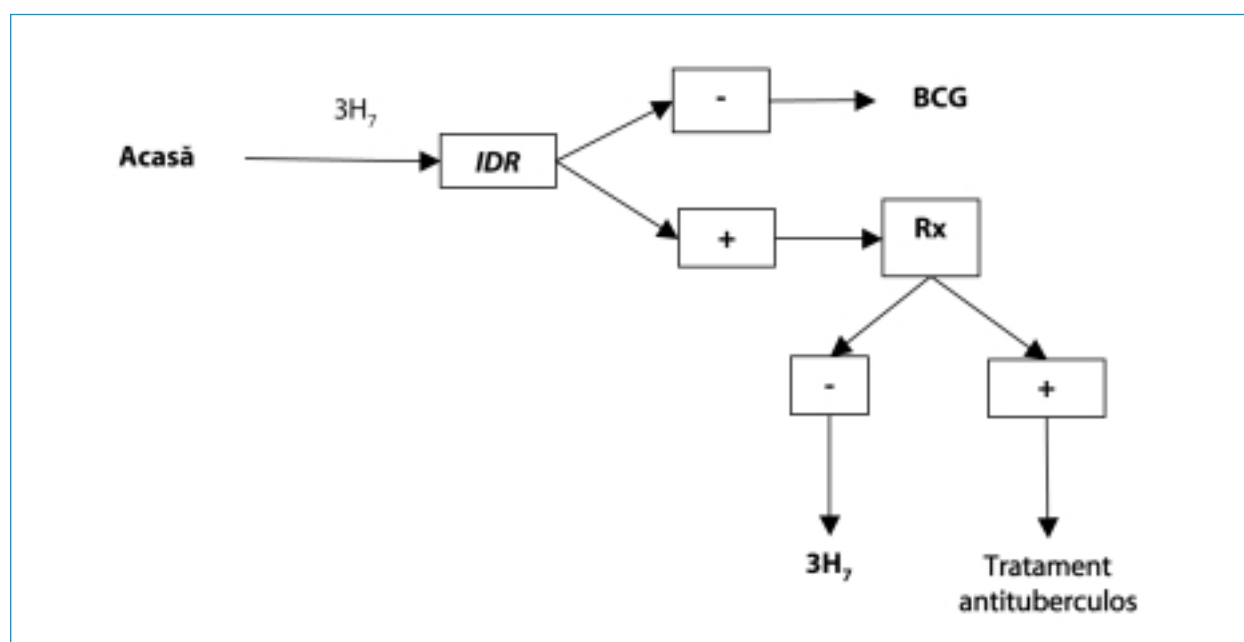 Acasă
3H₇
IDR
-
BCG
+
Rx
-
+
3H₇
Tratament
antituberculos